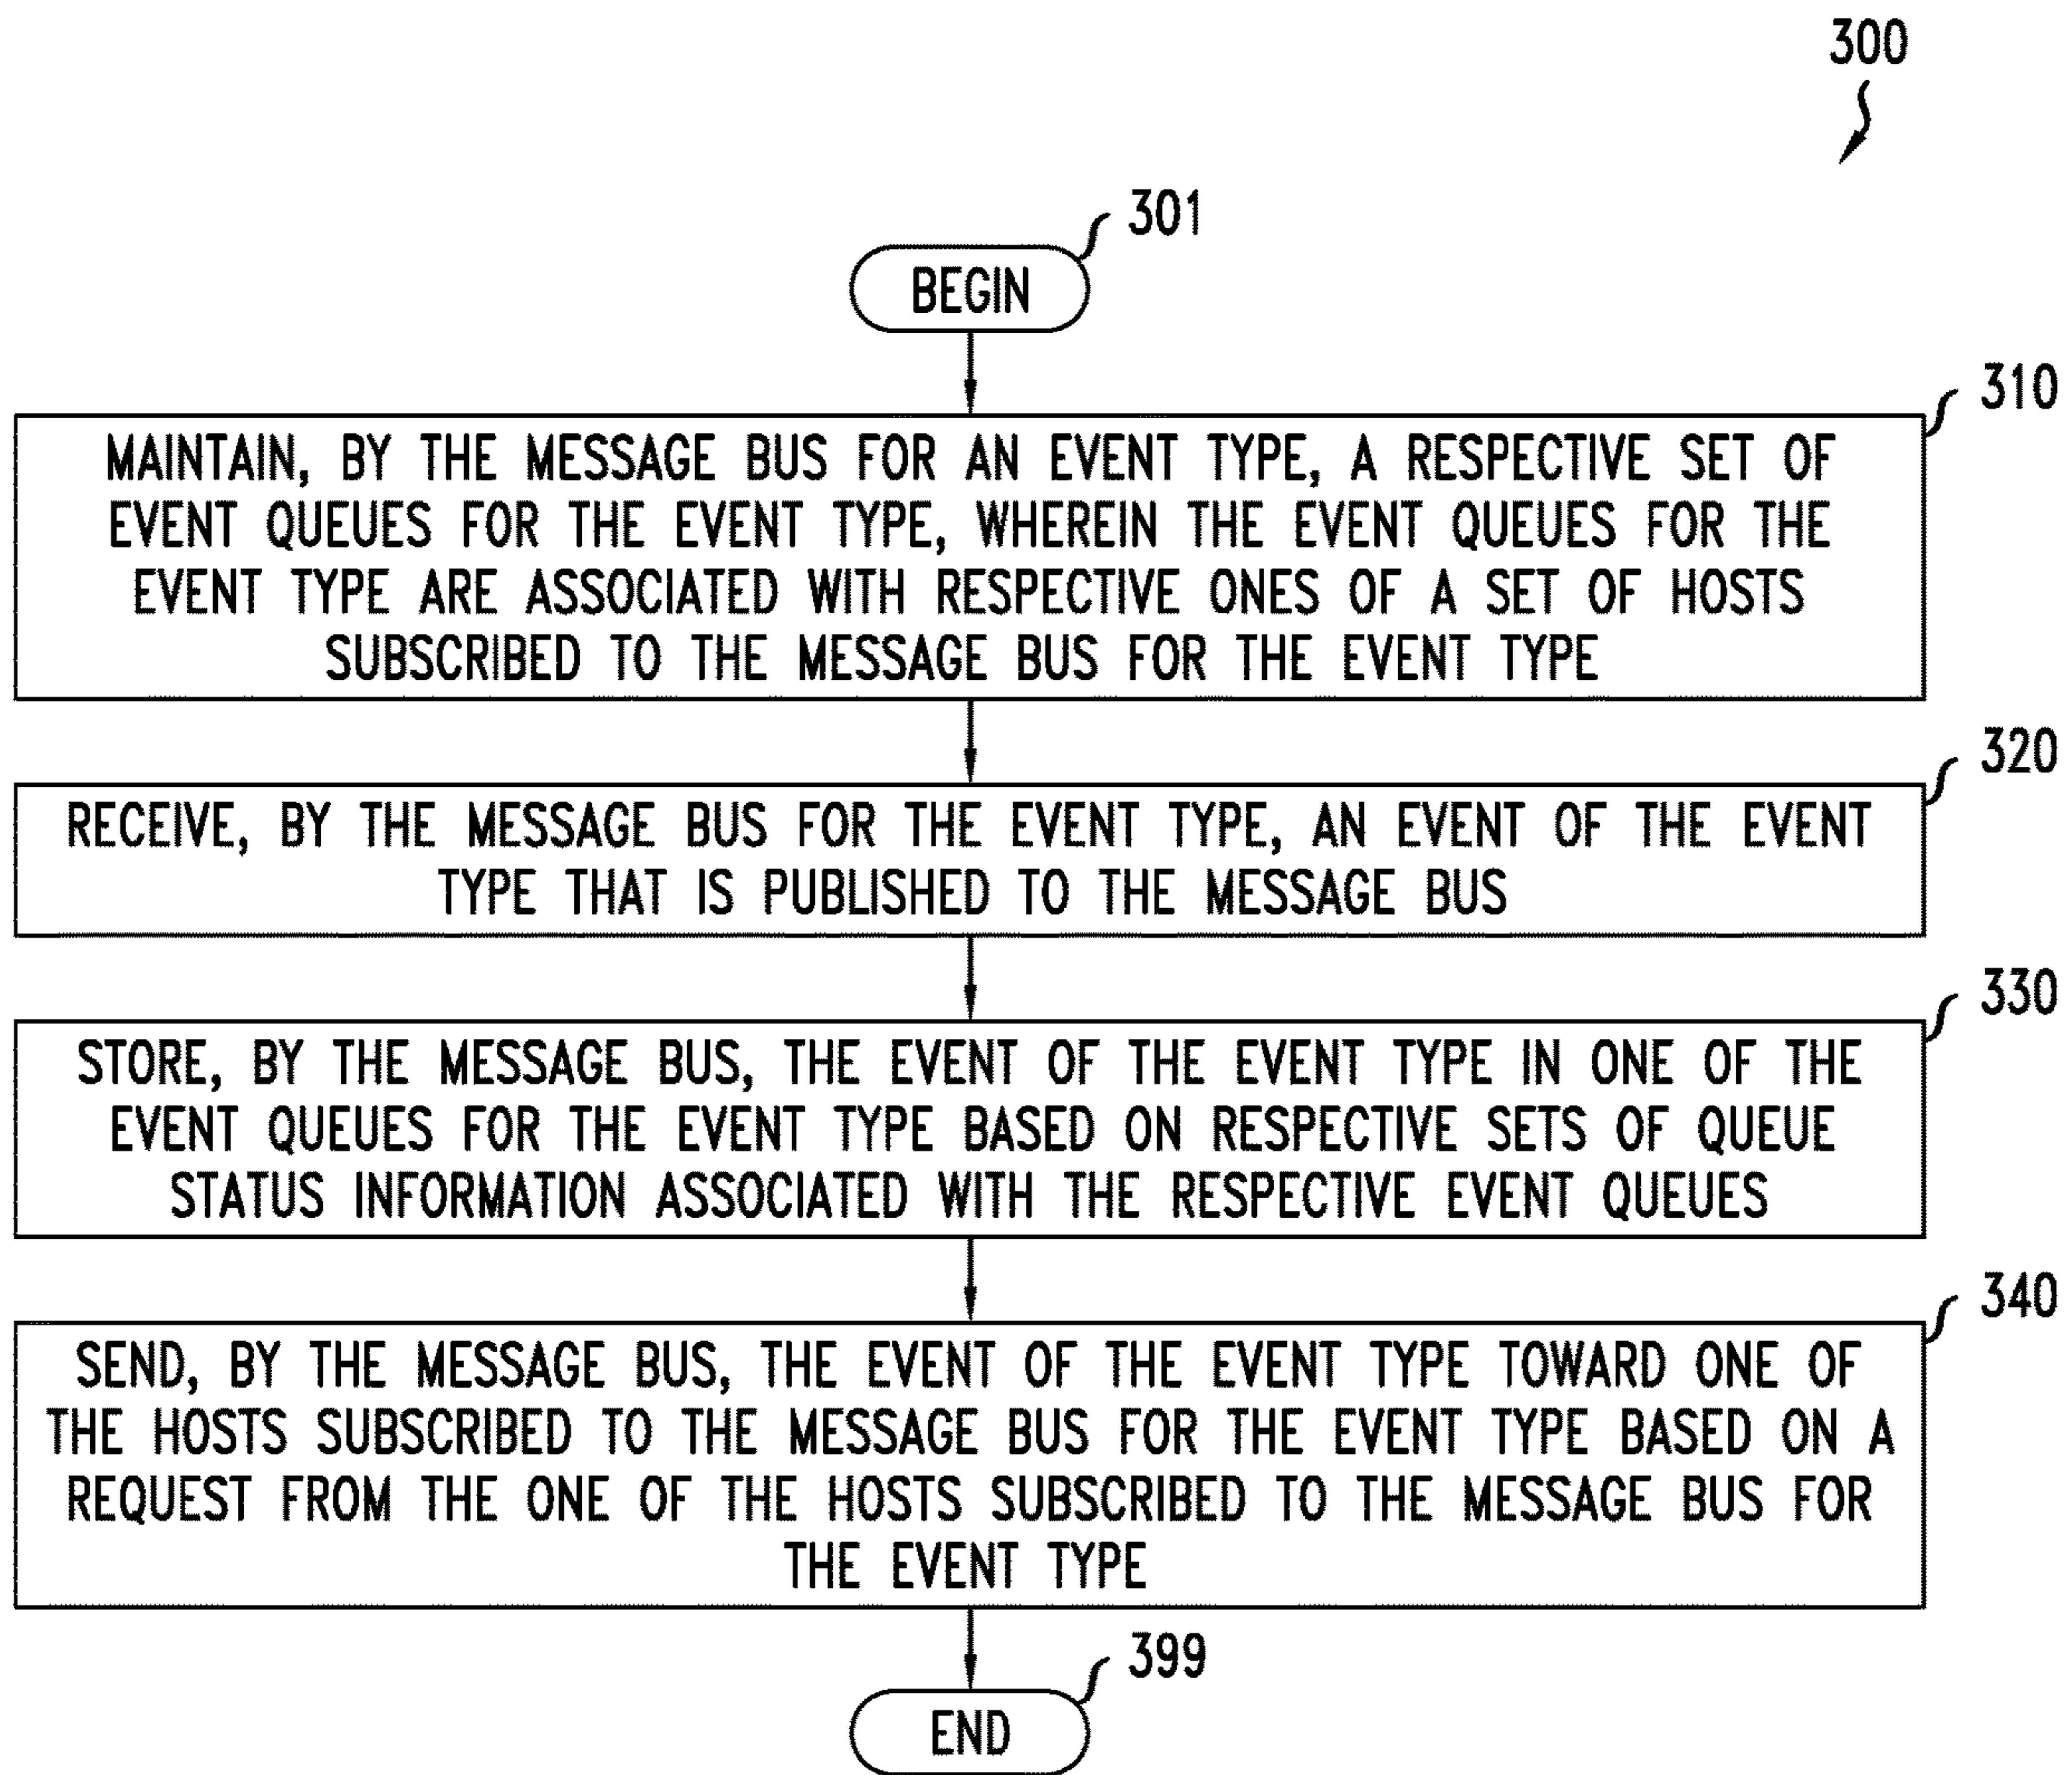 300
301
BEGIN
310
MAINTAIN, BY THE MESSAGE BUS FOR AN EVENT TYPE, A RESPECTIVE SET OF
EVENT QUEUES FOR THE EVENT TYPE, WHEREIN THE EVENT QUEUES FOR THE
EVENT TYPE ARE ASSOCIATED WITH RESPECTIVE ONES OF A SET OF HOSTS
SUBSCRIBED TO THE MESSAGE BUS FOR THE EVENT TYPE
320
RECEIVE, BY THE MESSAGE BUS FOR THE EVENT TYPE, AN EVENT OF THE EVENT
TYPE THAT IS PUBLISHED TO THE MESSAGE BUS
330
STORE, BY THE MESSAGE BUS, THE EVENT OF THE EVENT TYPE IN ONE OF THE
EVENT QUEUES FOR THE EVENT TYPE BASED ON RESPECTIVE SETS OF QUEUE
STATUS INFORMATION ASSOCIATED WITH THE RESPECTIVE EVENT QUEUES
340
SEND, BY THE MESSAGE BUS, THE EVENT OF THE EVENT TYPE TOWARD ONE OF
THE HOSTS SUBSCRIBED TO THE MESSAGE BUS FOR THE EVENT TYPE BASED ON A
REQUEST FROM THE ONE OF THE HOSTS SUBSCRIBED TO THE MESSAGE BUS FOR
THE EVENT TYPE
399
END